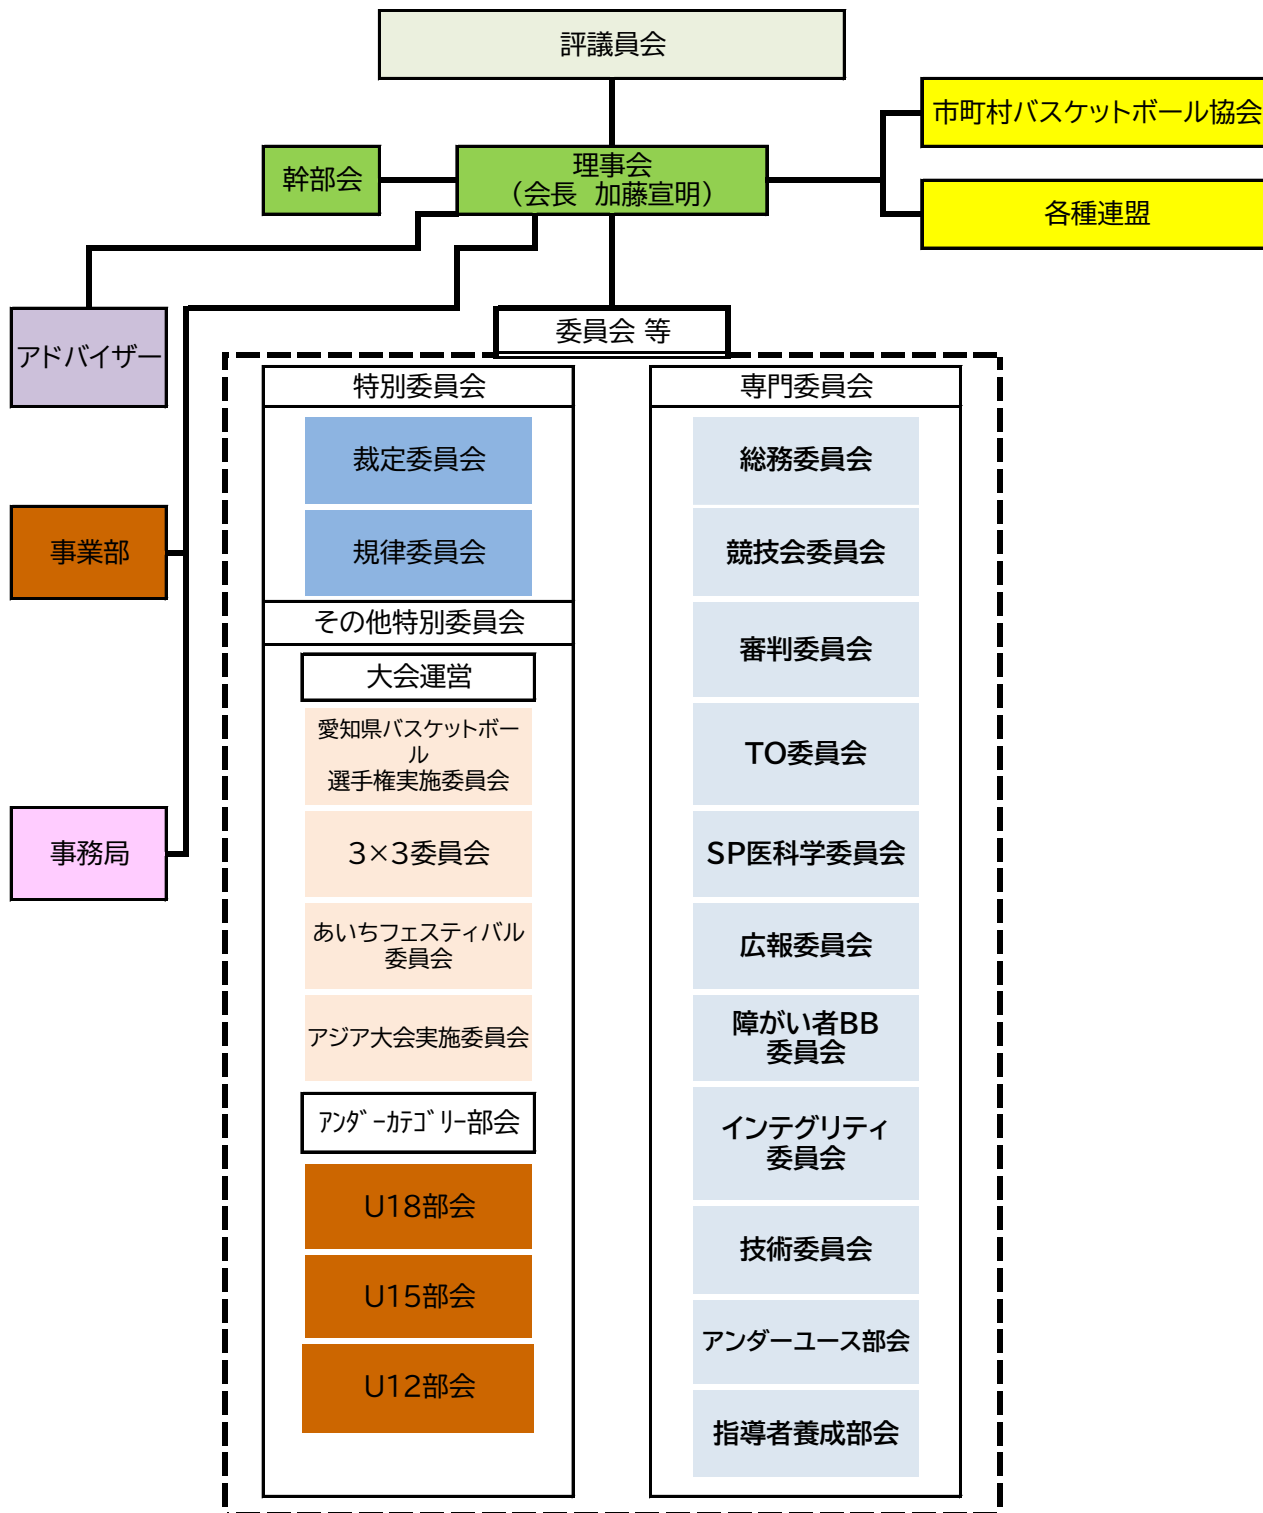 評議員会
市町村バスケットボール協会
幹部会
理事会
（会長　加藤宣明）
各種連盟
アドバイザー
委員会 等
特別委員会
裁定委員会
規律委員会
その他特別委員会
大会運営
愛知県バスケットボー
ル
選手権実施委員会
3×3委員会
あいちフェスティバル
委員会
アジア大会実施委員会
ｱﾝﾀﾞｰｶﾃｺﾞﾘｰ部会
U18部会
U15部会
U12部会
専門委員会
総務委員会
競技会委員会
審判委員会
TO委員会
SP医科学委員会
広報委員会
障がい者BB
委員会
インテグリティ
委員会
技術委員会
アンダーユース部会
指導者養成部会
事業部
事務局